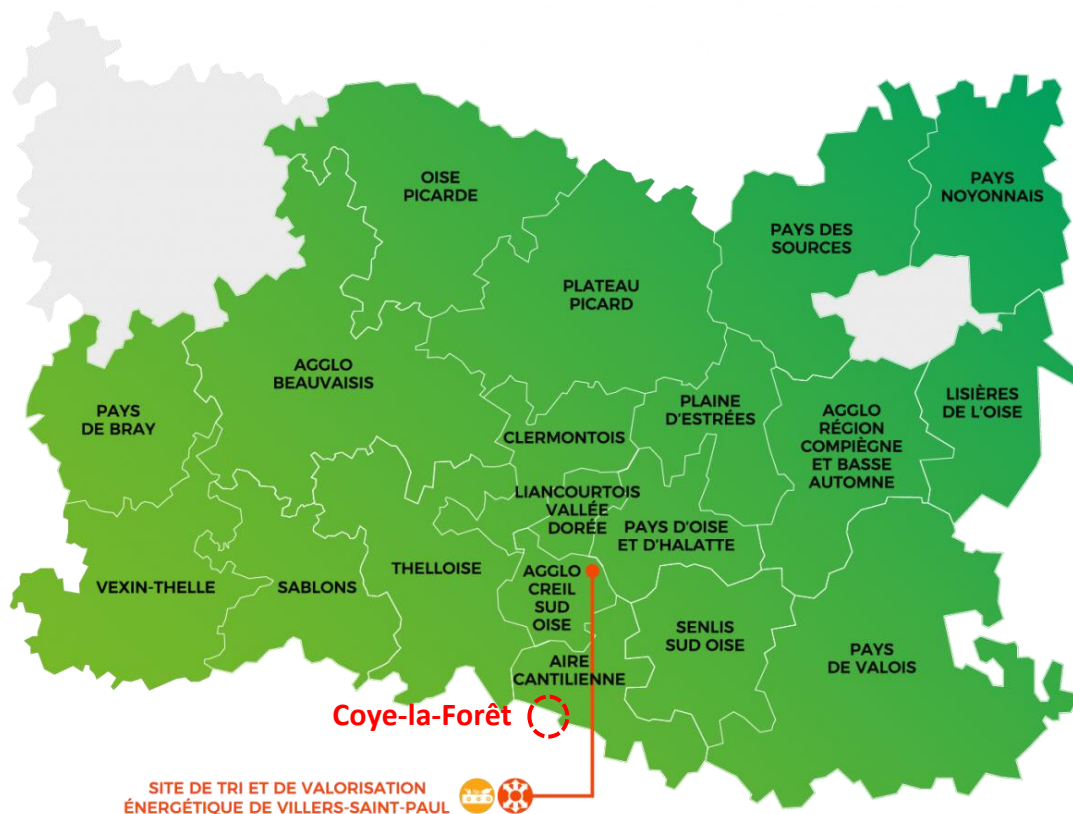 OISE
PICARDE
PAYS
NOYONNAIS
PAYS DES
SOURCES
PLATEAU
PICARD
AGGLO
BEAUVAISIS
PAYS
DE BRAY
PLAINE
D'ESTRÉES
LISIÈRES
DE L'OISE
AGGLO
RÉGION
COMPIÈGNE
ET BASSE
AUTOMNE
CLERMONTOIS
LIANCOURTOIS
VALLÉE
DORÉE
PAYS D'OISE
ET D'HALATTE
VEXIN-THELLE
SABLONS
THELLOISE
AGGLO
CREIL
SUD
OISE
SENLIS
SUD OISE
PAYS
DE VALOIS
AIRE
CANTILIENNE
Coye-la-Forêt
SITE DE TRI ET DE VALORISATION
ÉNERGÉTIQUE DE VILLERS-SAINT-PAUL